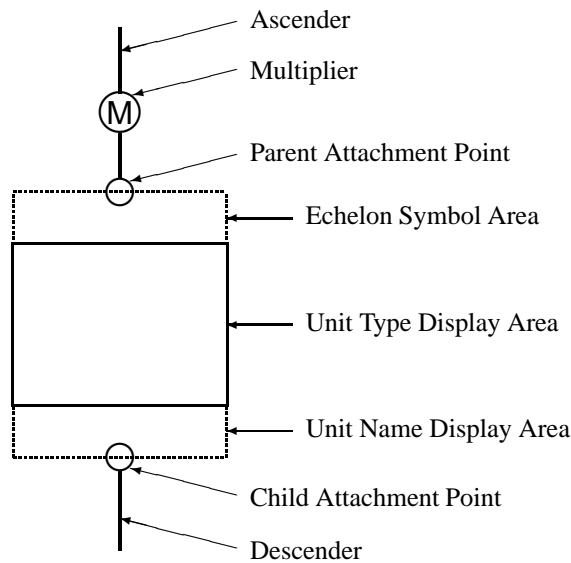 Ascender
Multiplier
M
Parent Attachment Point
Echelon Symbol Area
Unit Type Display Area
Unit Name Display Area
Child Attachment Point
Descender